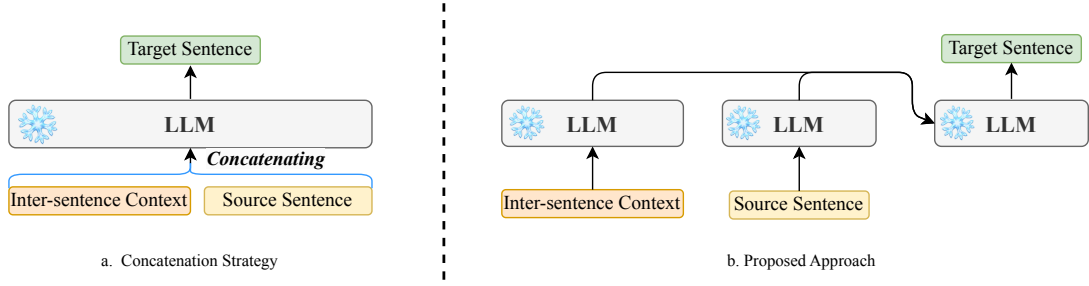 Target Sentence
LLM
Concatenating
Inter-sentence Context
Source Sentence
a. Concatenation Strategy
Target Sentence
LLM
LLM
LLM
Inter-sentence Context
Source Sentence
b. Proposed Approach